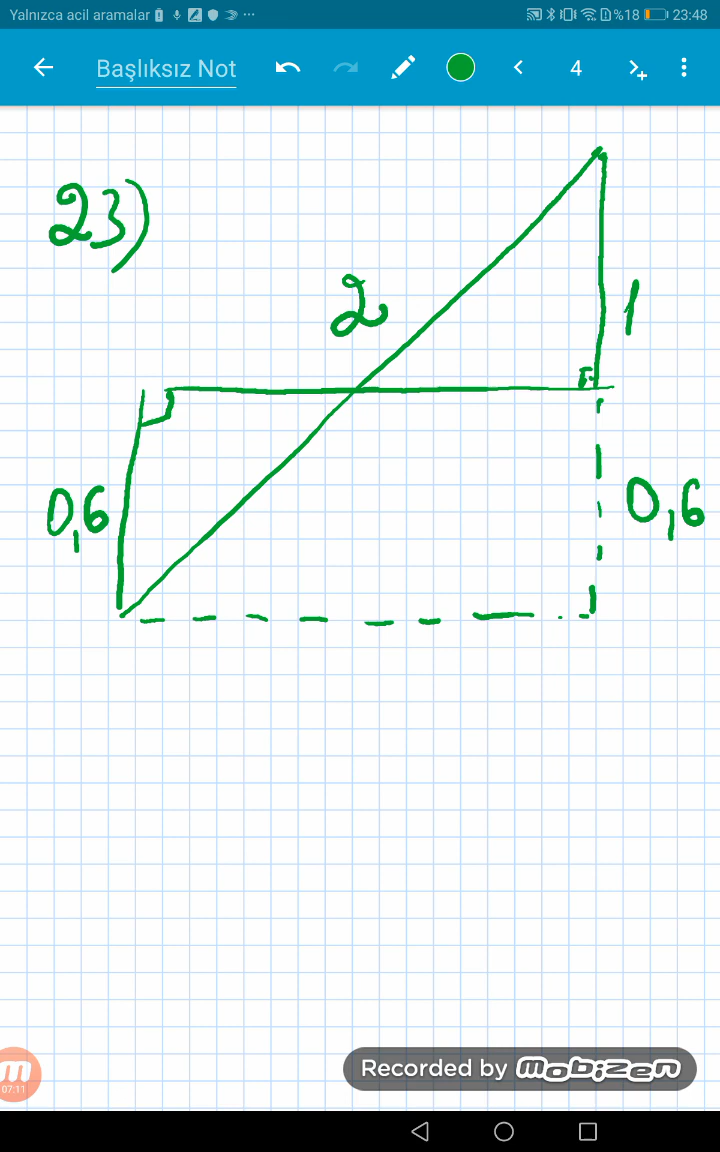 Yalnızca acil aramalar
%18 23:48
Başlıksız Not
4
23)
2
1
0,6
0,6
m
07:11
Recorded by mobizen